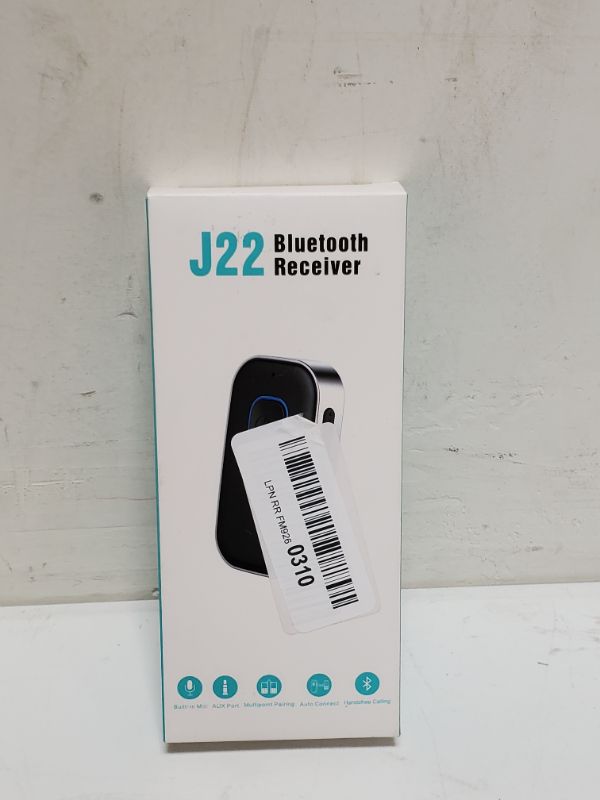 J22 Bluetooth
Receiver
LPN RR FM926 0310
Built-in Mic AUX Port Multipoint Pairing Auto Connect Handsfree Calling